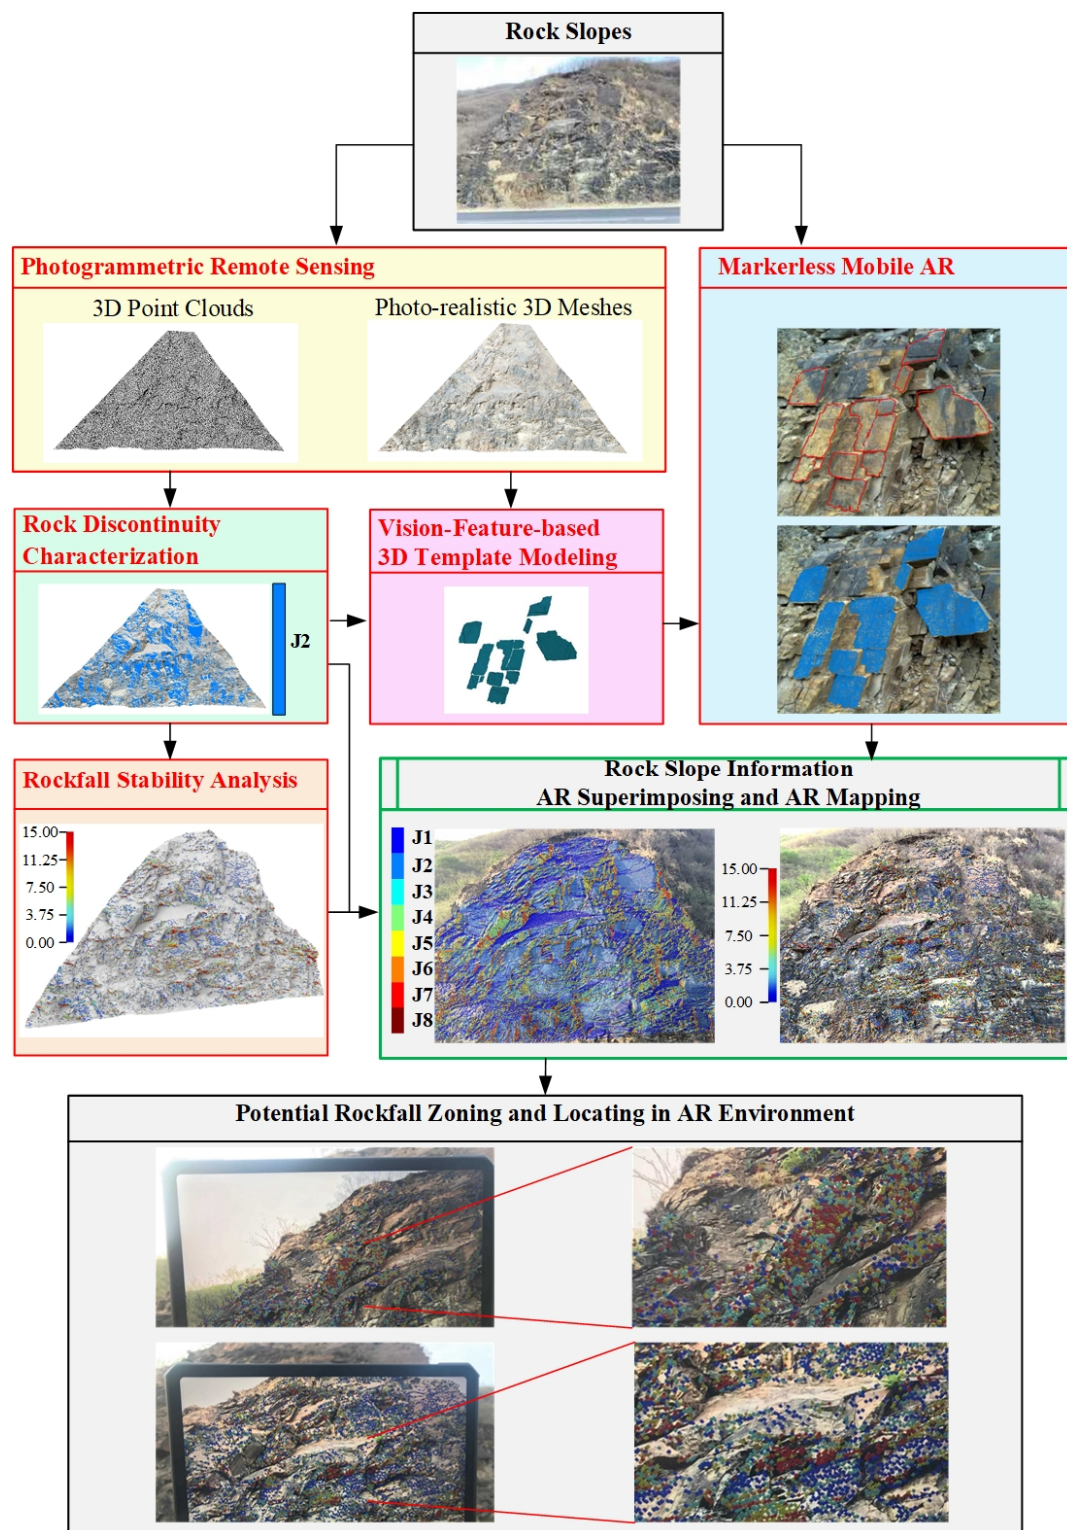 Rock Slopes
Photogrammetric Remote Sensing
3D Point Clouds
Photo-realistic 3D Meshes
Markerless Mobile AR
Rock Discontinuity
Characterization
J2
Vision-Feature-based
3D Template Modeling
Rockfall Stability Analysis
15.00
11.25
7.50
3.75
0.00
Rock Slope Information
AR Superimposing and AR Mapping
J1
J2
J3
J4
J5
J6
J7
J8
15.00
11.25
7.50
3.75
0.00
Potential Rockfall Zoning and Locating in AR Environment